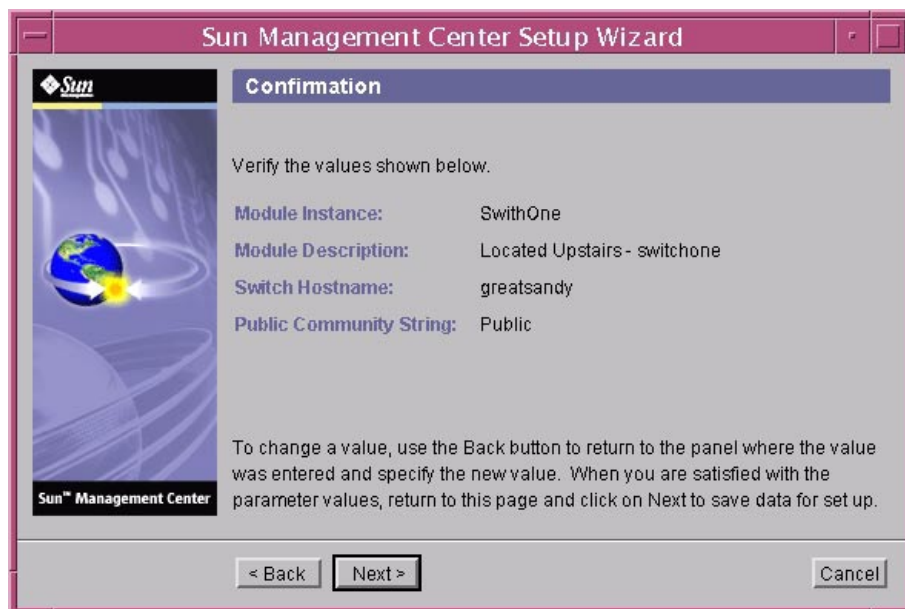 Sun Management Center Setup Wizard
Sun
Confirmation
Verify the values shown below.
Module Instance: SwithOne
Module Description: Located Upstairs - switchone
Switch Hostname: greatsandy
Public Community String: Public
To change a value, use the Back button to return to the panel where the value
was entered and specify the new value. When you are satisfied with the
parameter values, return to this page and click on Next to save data for set up.
Sun™ Management Center
< Back Next > Cancel